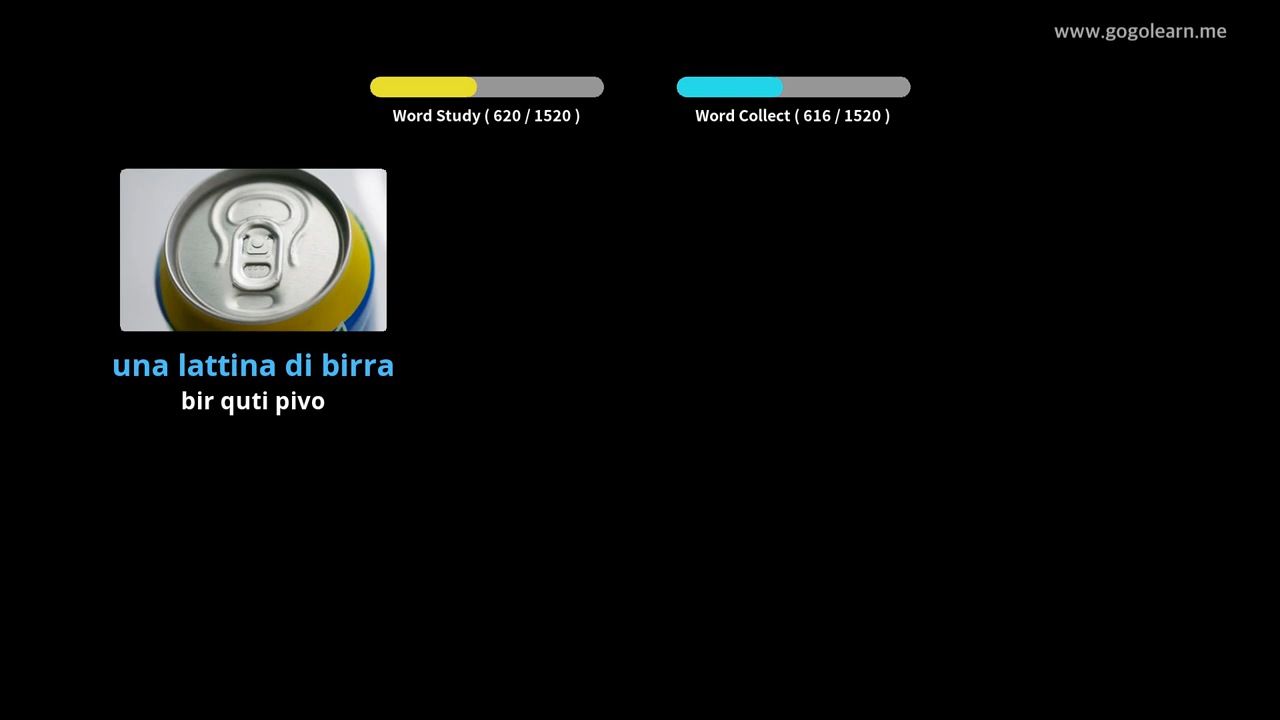 www.gogolearn.me
Word Study ( 620 / 1520 )
Word Collect ( 616 / 1520 )
una lattina di birra
bir quti pivo